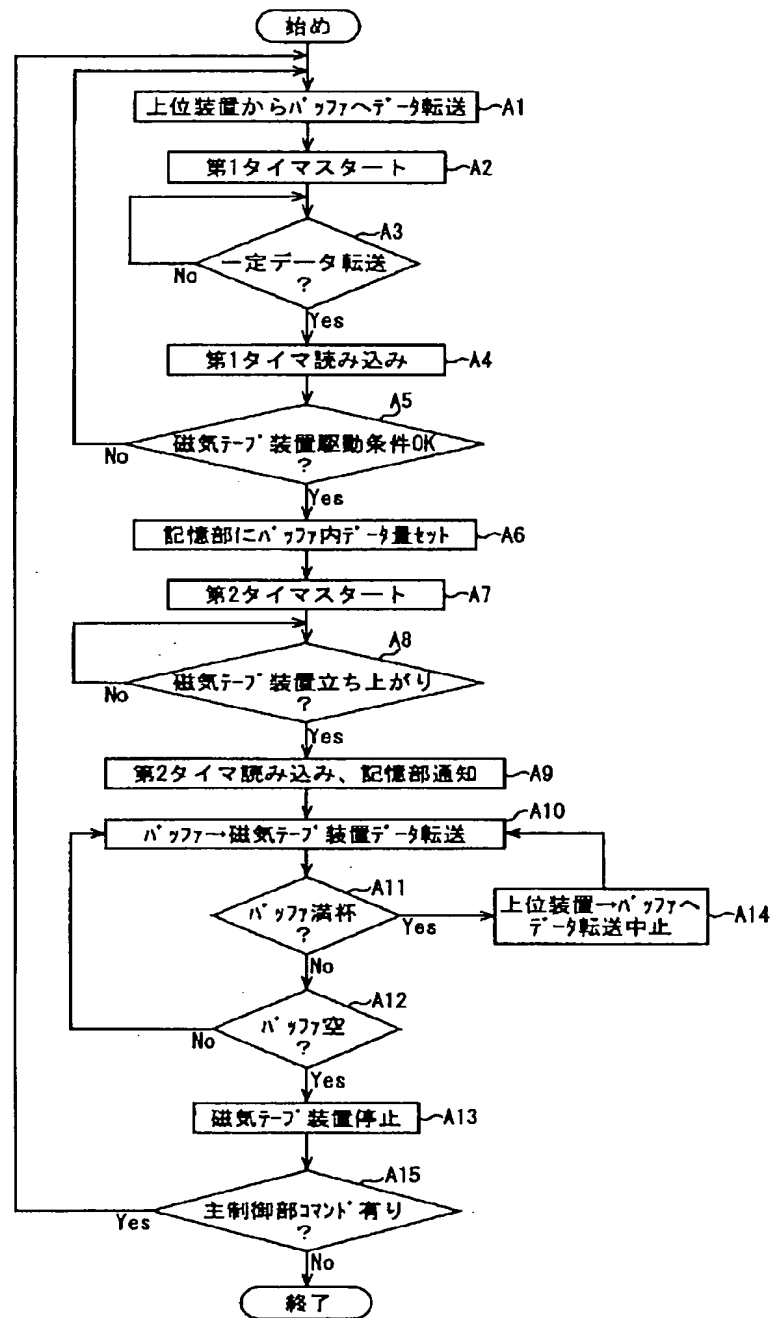 始め
上位装置からバッファへデータ転送
A1
第1タイマスタート
A2
A3
一定データ転送
?
No
Yes
第1タイマ読み込み
A4
A5
磁気テープ装置駆動条件OK
?
No
Yes
記憶部にバッファ内データ量セット
A6
第2タイマスタート
A7
A8
磁気テープ装置立ち上がり
?
No
Yes
第2タイマ読み込み、記憶部通知
A9
A10
バッファ→磁気テープ装置データ転送
A11
バッファ満杯
?
Yes
No
上位装置→バッファへ
データ転送中止
A14
A12
バッファ空
?
No
Yes
磁気テープ装置停止
A13
A15
主制御部コマンド有り
?
Yes
No
終了